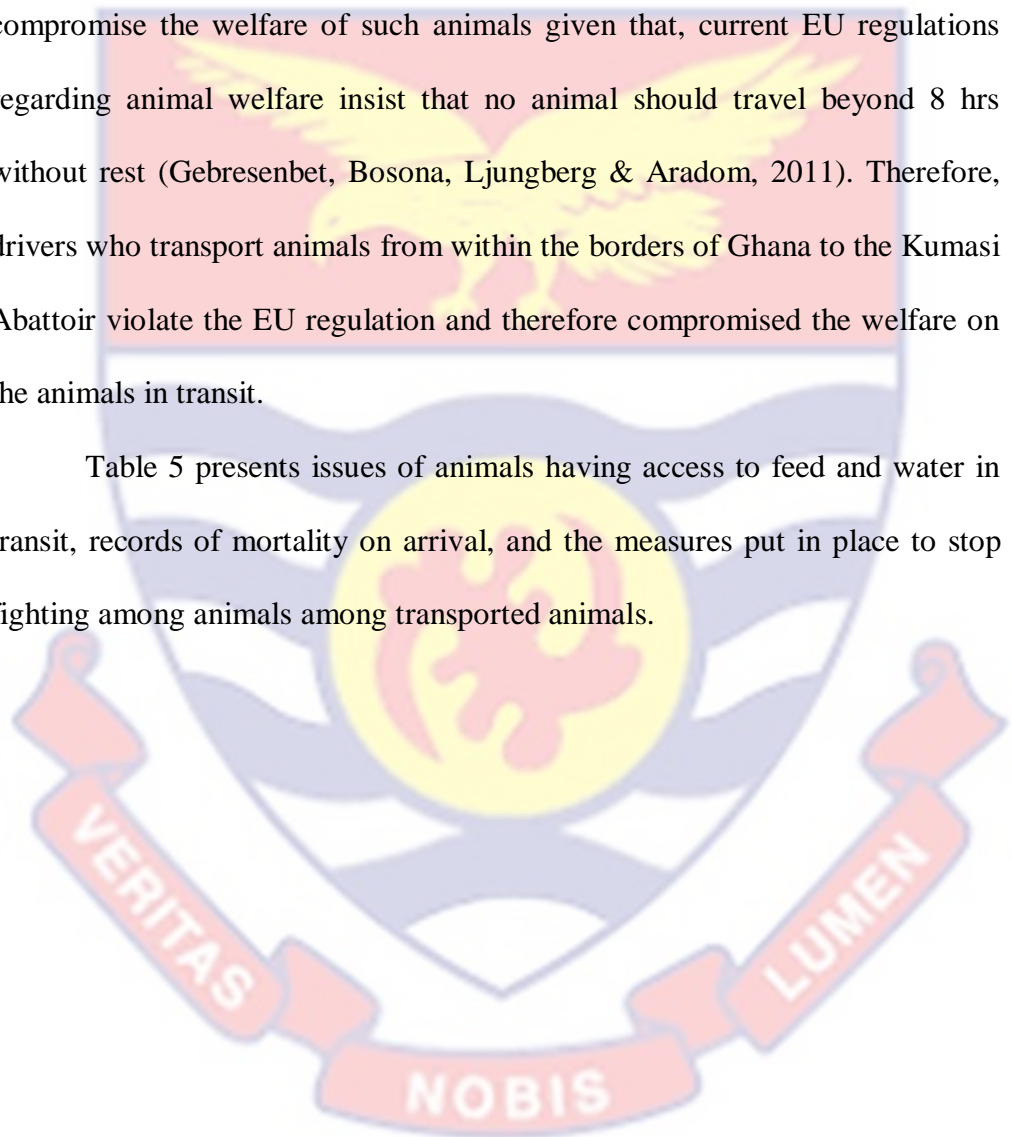 compromise the welfare of such animals given that, current EU regulations
regarding animal welfare insist that no animal should travel beyond 8 hrs
without rest (Gebresenbet, Bosona, Ljungberg & Aradom, 2011). Therefore,
drivers who transport animals from within the borders of Ghana to the Kumasi
Abattoir violate the EU regulation and therefore compromised the welfare on
the animals in transit.
Table 5 presents issues of animals having access to feed and water in
transit, records of mortality on arrival, and the measures put in place to stop
fighting among animals among transported animals.
VERITAS
NOBIS
LUMEN